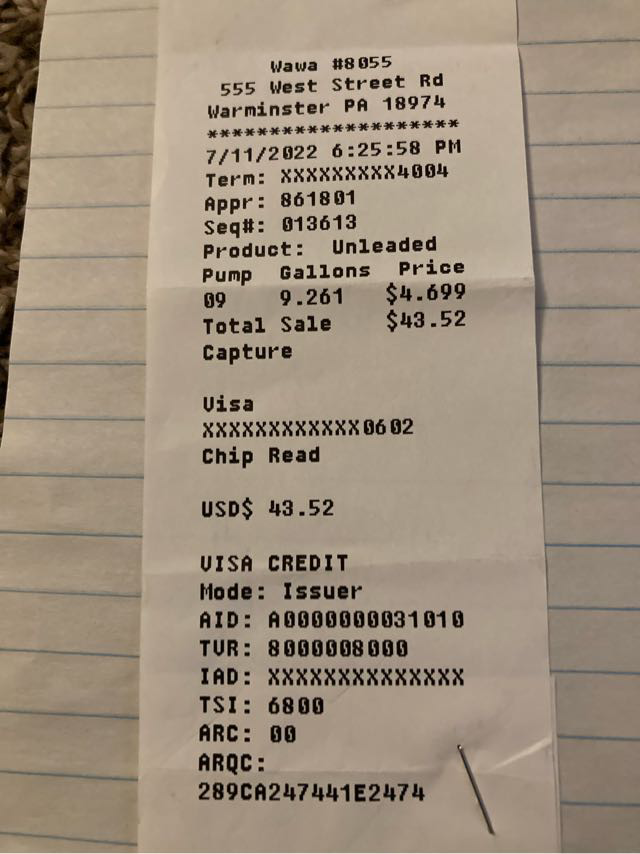 Wawa #8055
555 West Street Rd
Warminster PA 18974
********************
7/11/2022 6:25:58 PM
Term: XXXXXXXXX4004
Appr: 861801
Seq#: 013613
Product: Unleaded
Pump Gallons Price
09 9.261 $4.699
Total Sale $43.52
Capture
Visa
XXXXXXXXXXXX0602
Chip Read
USD$ 43.52
VISA CREDIT
Mode: Issuer
AID: A0000000031010
TVR: 8000008000
IAD: XXXXXXXXXXXXXX
TSI: 6800
ARC: 00
ARQC:
289CA247441E2474